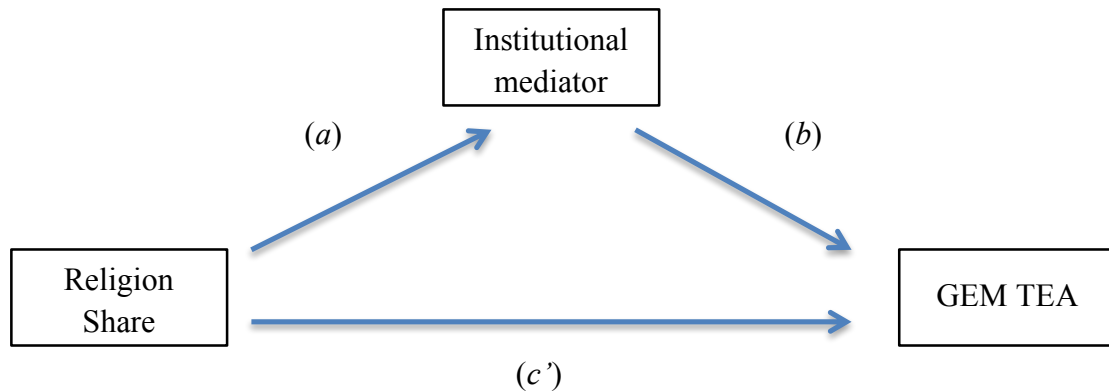 Institutional
mediator
(a)
(b)
Religion
Share
GEM TEA
(c’)